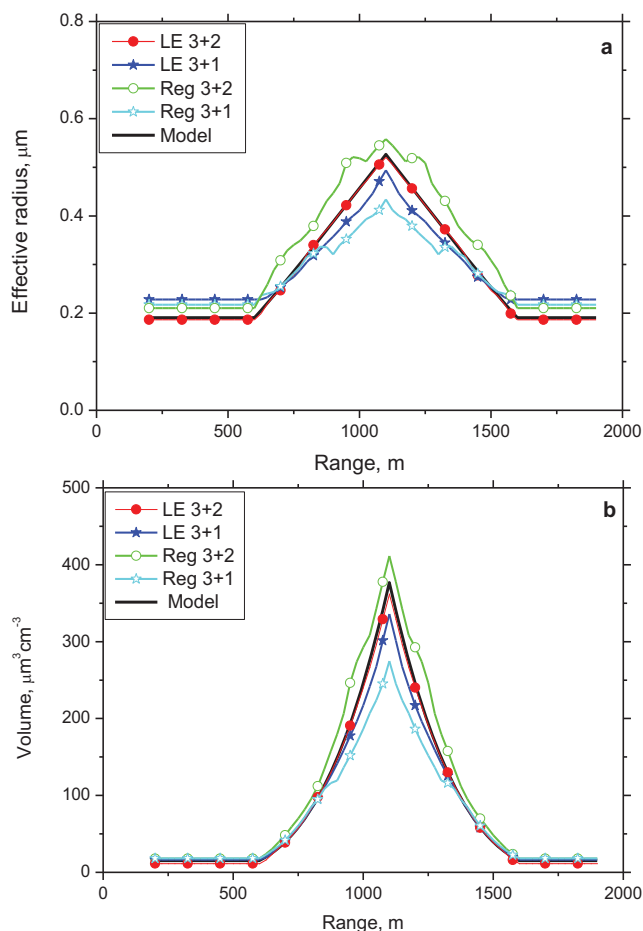 0.8
LE 3+2
LE 3+1
Reg 3+2
Reg 3+1
Model
a
0.6
0.4
0.2
0.0
Effective radius, μm
0
500
1000
1500
2000
Range, m
500
LE 3+2
LE 3+1
Reg 3+2
Reg 3+1
Model
b
400
300
200
100
0
Volume, μm³cm⁻³
0
500
1000
1500
2000
Range, m